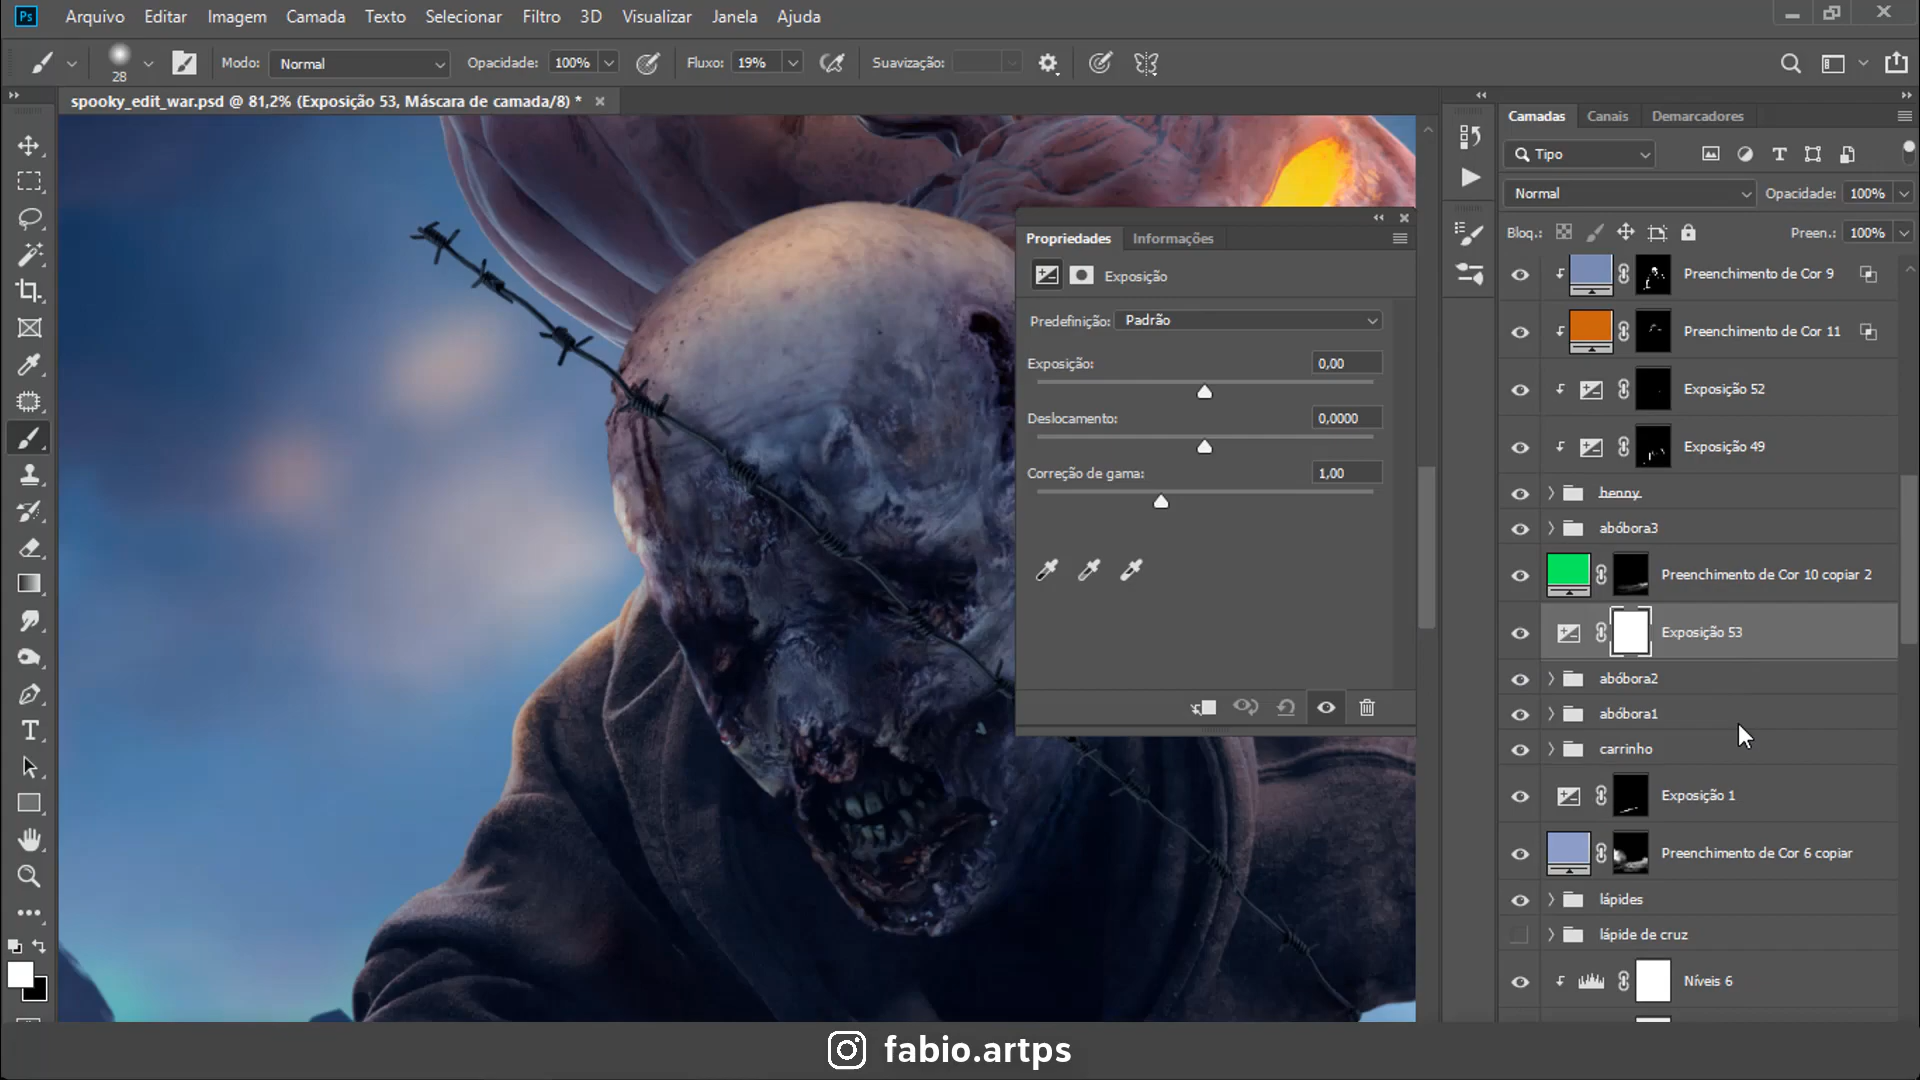 Ps Arquivo Editar Imagem Camada Texto Selecionar Filtro 3D Visualizar Janela Ajuda
28 Modo: Normal Opacidade: 100% Fluxo: 19% Suavização:
spooky_edit_war.psd @ 81,2% (Exposição 53, Máscara de camada/8) *
Camadas Canais Demarcadores
Tipo
Normal Opacidade: 100%
Bloq.: Preen.: 100%
Propriedades Informações
Exposição
Predefinição: Padrão
Exposição: 0,00
Deslocamento: 0,0000
Correção de gama: 1,00
Preenchimento de Cor 9
Preenchimento de Cor 11
Exposição 52
Exposição 49
henny
abóbora3
Preenchimento de Cor 10 copiar 2
Exposição 53
abóbora2
abóbora1
carrinho
Exposição 1
Preenchimento de Cor 6 copiar
lápides
lápide de cruz
Níveis 6
fabio.artps